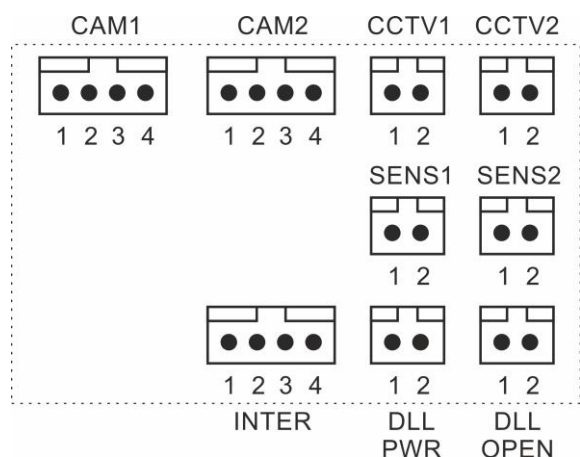 CAM1 CAM2 CCTV1 CCTV2
1 2 3 4 1 2 3 4 1 2 1 2
SENS1 SENS2
1 2 1 2
1 2 3 4 1 2 1 2
INTER DLL DLL
PWR OPEN